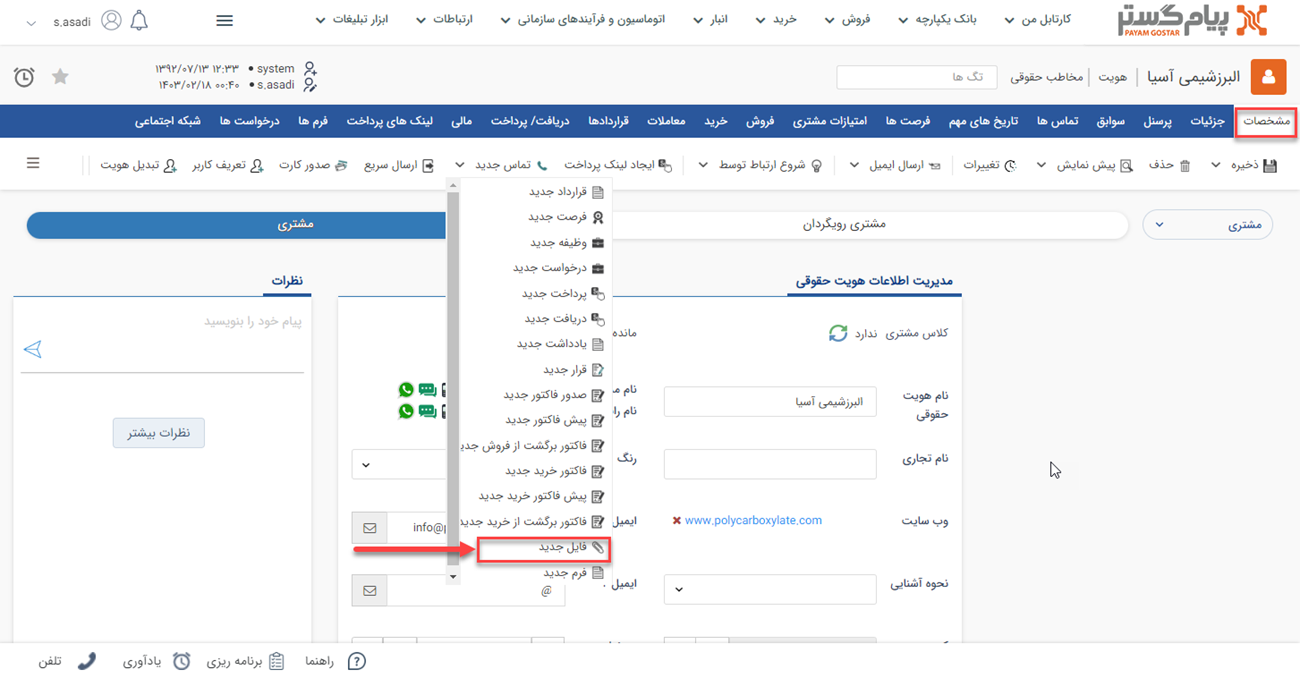 پیام گستر
PAYAM GOSTAR
کارتابل من
بانک یکپارچه
فروش
خرید
انبار
اتوماسیون و فرآیندهای سازمانی
ارتباطات
ابزار تبلیغات
s.asadi
البرزشیمی آسیا
هویت
مخاطب حقوقی
تگ ها
۱۳۹۲/۰۷/۱۳ ۱۲:۳۳ • system
۱۴۰۳/۰۲/۱۸ ۰۰:۴۰ • s.asadi
مشخصات
جزئیات
پرسنل
سوابق
تماس ها
تاریخ های مهم
فرصت ها
امتیازات مشتری
فروش
خرید
معاملات
قراردادها
دریافت/ پرداخت
مالی
لینک های پرداخت
فرم ها
درخواست ها
شبکه اجتماعی
ذخیره
حذف
پیش نمایش
تغییرات
ارسال ایمیل
شروع ارتباط توسط
ایجاد لینک پرداخت
تماس جدید
ارسال سریع
صدور کارت
تعریف کاربر
تبدیل هویت
قرارداد جدید
فرصت جدید
وظیفه جدید
درخواست جدید
پرداخت جدید
دریافت جدید
یادداشت جدید
قرار جدید
صدور فاکتور جدید
پیش فاکتور جدید
فاکتور برگشت از فروش جدید
فاکتور خرید جدید
پیش فاکتور خرید جدید
فاکتور برگشت از خرید جدید
فایل جدید
فرم جدید
مشتری
مشتری رویگردان
مشتری
مدیریت اطلاعات هویت حقوقی
کلاس مشتری
ندارد
مانده
نام هویت حقوقی
البرزشیمی آسیا
نام
نام
نام تجاری
رنگ
وب سایت
www.polycarboxylate.com
ایمیل
info@
نحوه آشنایی
ایمیل
@
نظرات
پیام خود را بنویسید
نظرات بیشتر
راهنما
برنامه ریزی
یادآوری
تلفن